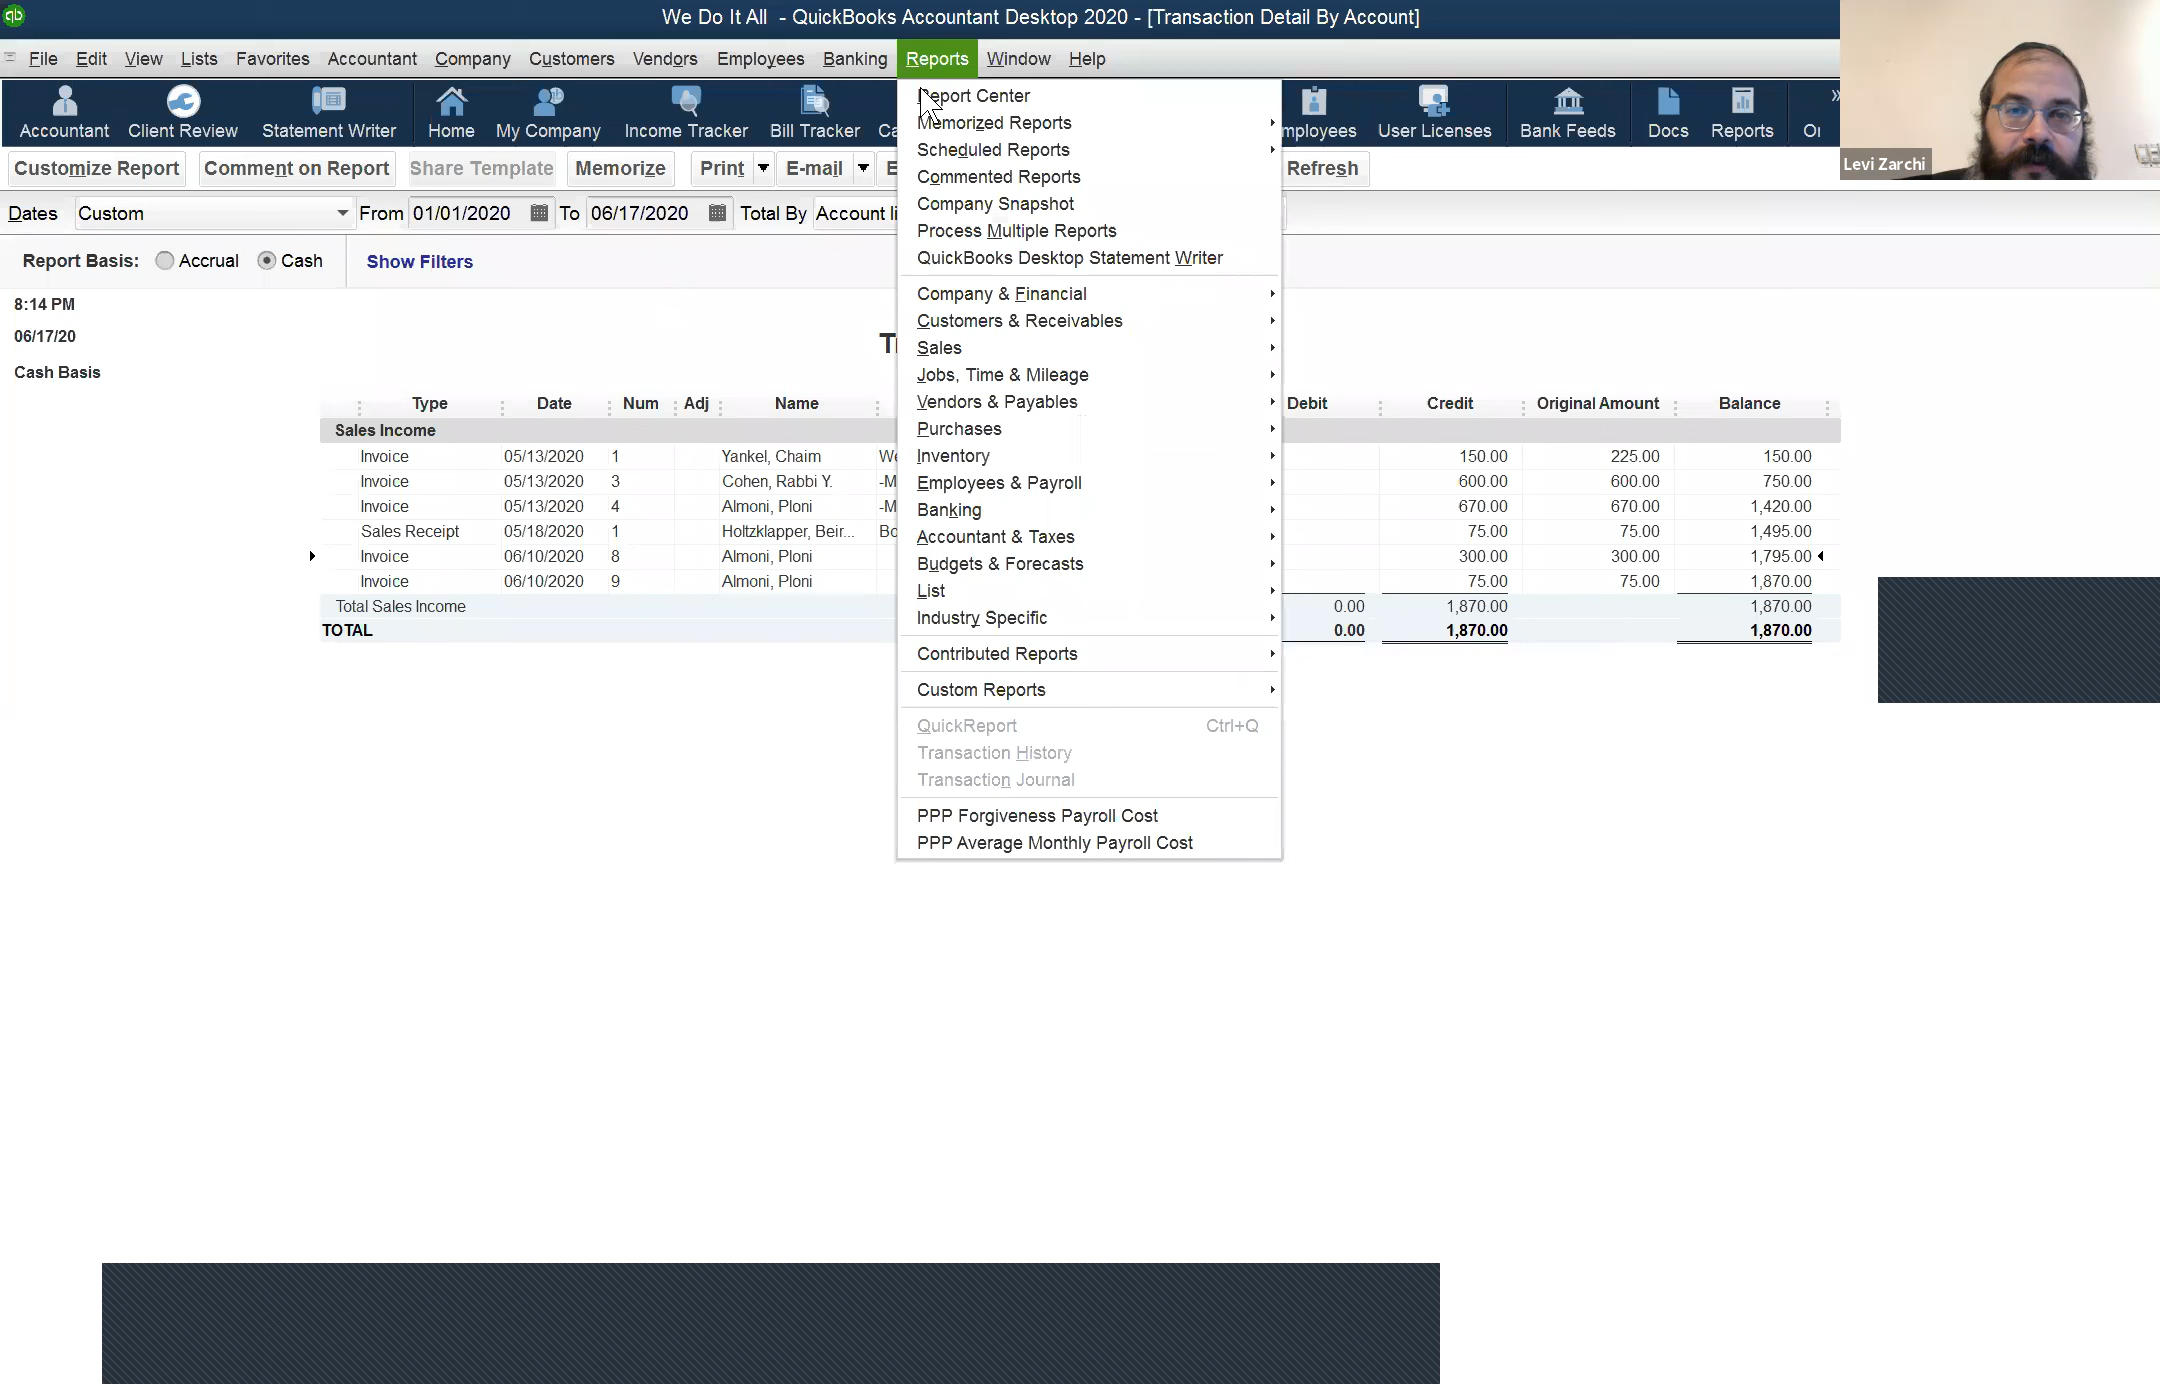 We Do It All - QuickBooks Accountant Desktop 2020 - [Transaction Detail By Account]
File Edit View Lists Favorites Accountant Company Customers Vendors Employees Banking Reports Window Help
Accountant Client Review Statement Writer Home My Company Income Tracker Bill Tracker User Licenses Bank Feeds Docs Reports
Levi Zarchi
Customize Report Comment on Report Share Template Memorize Print E-mail Refresh
Dates Custom From 01/01/2020 To 06/17/2020 Total By Account
Report Basis: Accrual Cash Show Filters
8:14 PM
06/17/20
Cash Basis
Type Date Num Adj Name Debit Credit Original Amount Balance
Sales Income
Invoice 05/13/2020 1 Yankel, Chaim 150.00 225.00 150.00
Invoice 05/13/2020 3 Cohen, Rabbi Y. 600.00 600.00 750.00
Invoice 05/13/2020 4 Almoni, Ploni 670.00 670.00 1,420.00
Sales Receipt 05/18/2020 1 Holtzklapper, Beir... 75.00 75.00 1,495.00
Invoice 06/10/2020 8 Almoni, Ploni 300.00 300.00 1,795.00
Invoice 06/10/2020 9 Almoni, Ploni 75.00 75.00 1,870.00
Total Sales Income 0.00 1,870.00 1,870.00
TOTAL 0.00 1,870.00 1,870.00
Report Center
Memorized Reports
Scheduled Reports
Commented Reports
Company Snapshot
Process Multiple Reports
QuickBooks Desktop Statement Writer
Company & Financial
Customers & Receivables
Sales
Jobs, Time & Mileage
Vendors & Payables
Purchases
Inventory
Employees & Payroll
Banking
Accountant & Taxes
Budgets & Forecasts
List
Industry Specific
Contributed Reports
Custom Reports
QuickReport Ctrl+Q
Transaction History
Transaction Journal
PPP Forgiveness Payroll Cost
PPP Average Monthly Payroll Cost